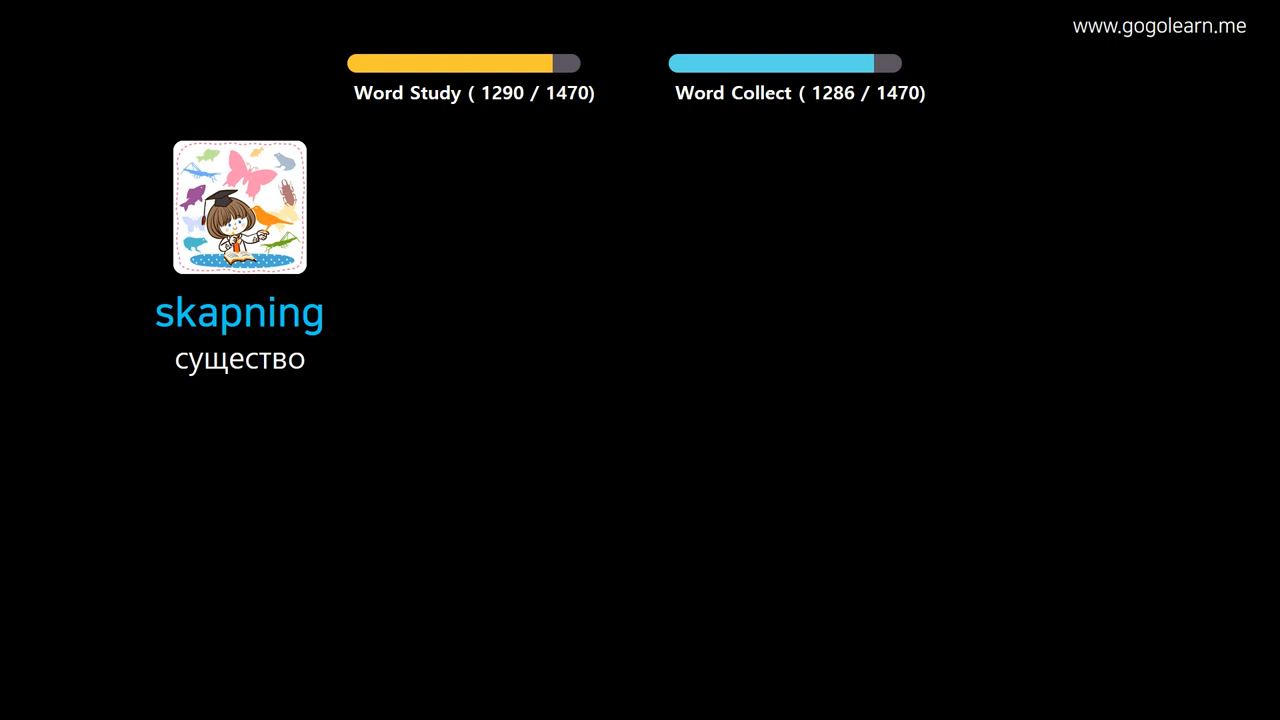 www.gogolearn.me
Word Study ( 1290 / 1470)
Word Collect ( 1286 / 1470)
skapning
существо